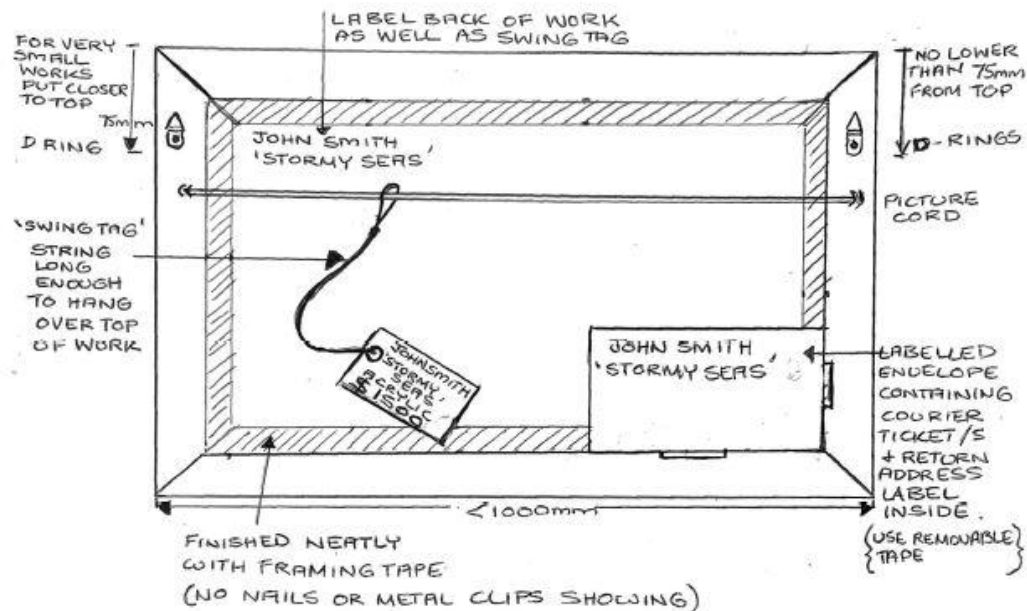 LABEL BACK OF WORK
AS WELL AS SWING TAG
FOR VERY
SMALL
WORKS
PUT CLOSER
TO TOP
75mm
D RING
NO LOWER
THAN 75mm
FROM TOP
D-RINGS
JOHN SMITH
'STORMY SEAS'
PICTURE
CORD
'SWING TAG'
STRING
LONG
ENOUGH
TO HANG
OVER TOP
OF WORK
JOHN SMITH
'STORMY
SEAS'
ACRYLIC
$1500
JOHN SMITH
'STORMY SEAS'
LABELLED
ENVELOPE
CONTAINING
COURIER
TICKET/S
+ RETURN
ADDRESS
LABEL
INSIDE.
{USE REMOVABLE}
{TAPE}
<1000mm
FINISHED NEATLY
WITH FRAMING TAPE
(NO NAILS OR METAL CLIPS SHOWING)